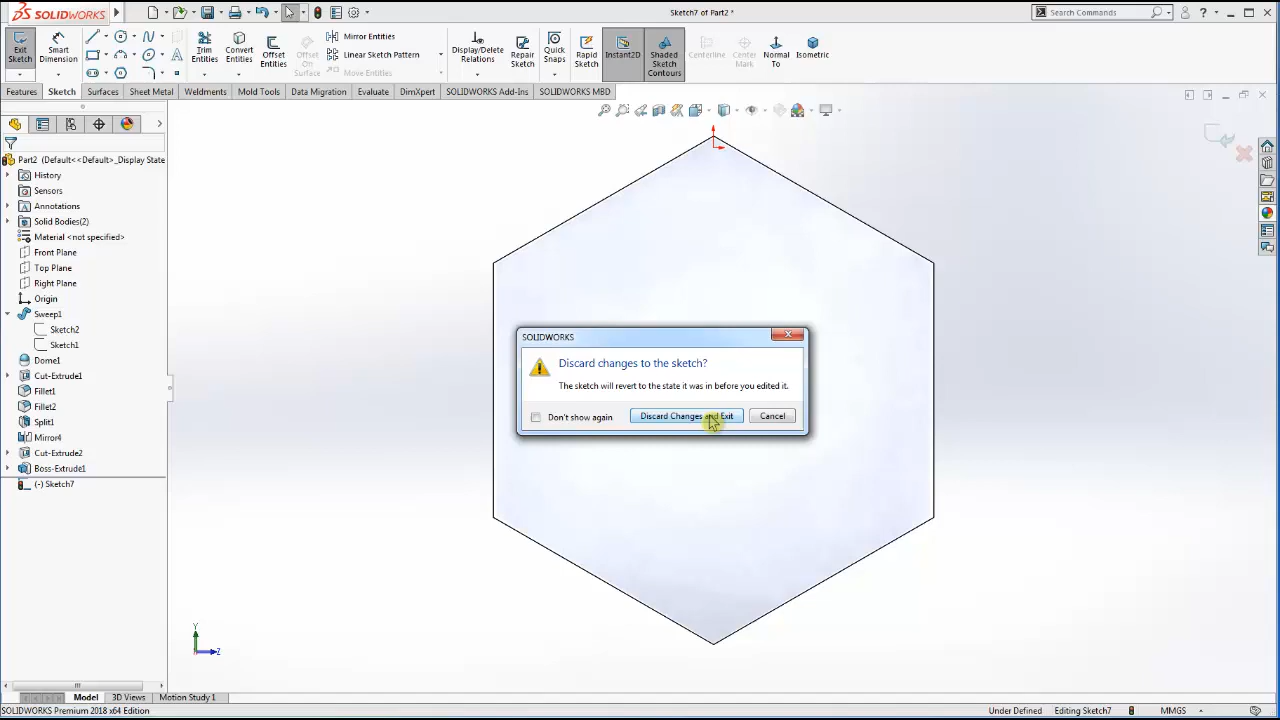 SOLIDWORKS
Sketch7 of Part2 *
Search Commands
Exit Sketch
Smart Dimension
Trim Entities
Convert Entities
Offset Entities
Offset On Surface
Mirror Entities
Linear Sketch Pattern
Move Entities
Display/Delete Relations
Repair Sketch
Quick Snaps
Rapid Sketch
Instant2D
Shaded Sketch Contours
Centerline
Center Mark
Normal To
Isometric
Features
Sketch
Surfaces
Sheet Metal
Weldments
Mold Tools
Data Migration
Evaluate
DimXpert
SOLIDWORKS Add-Ins
SOLIDWORKS MBD
Part2 (Default<<Default>_Display State
History
Sensors
Annotations
Solid Bodies(2)
Material <not specified>
Front Plane
Top Plane
Right Plane
Origin
Sweep1
Sketch2
Sketch1
Dome1
Cut-Extrude1
Fillet1
Fillet2
Split1
Mirror4
Cut-Extrude2
Boss-Extrude1
(-) Sketch7
SOLIDWORKS
Discard changes to the sketch?
The sketch will revert to the state it was in before you edited it.
Don't show again
Discard Changes and Exit
Cancel
Y
Z
Model
3D Views
Motion Study 1
SOLIDWORKS Premium 2018 x64 Edition
Under Defined
Editing Sketch7
MMGS